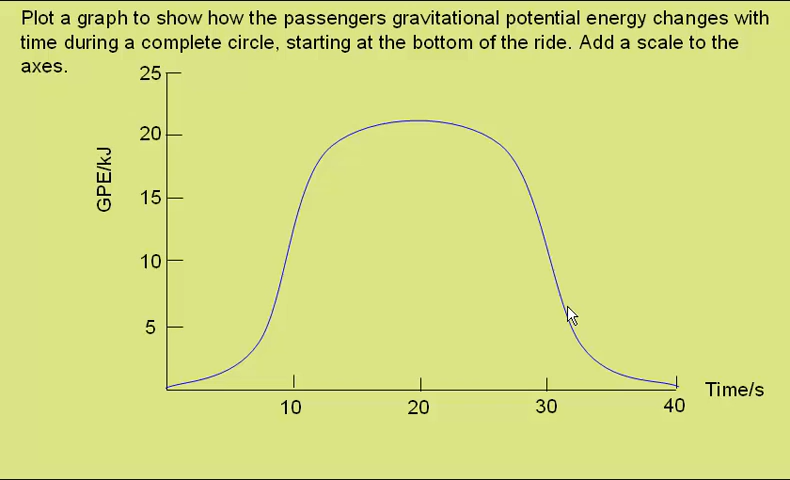 Plot a graph to show how the passengers gravitational potential energy changes with
time during a complete circle, starting at the bottom of the ride. Add a scale to the
axes.
25
20
GPE/kJ
15
10
5
Time/s
10 20 30 40